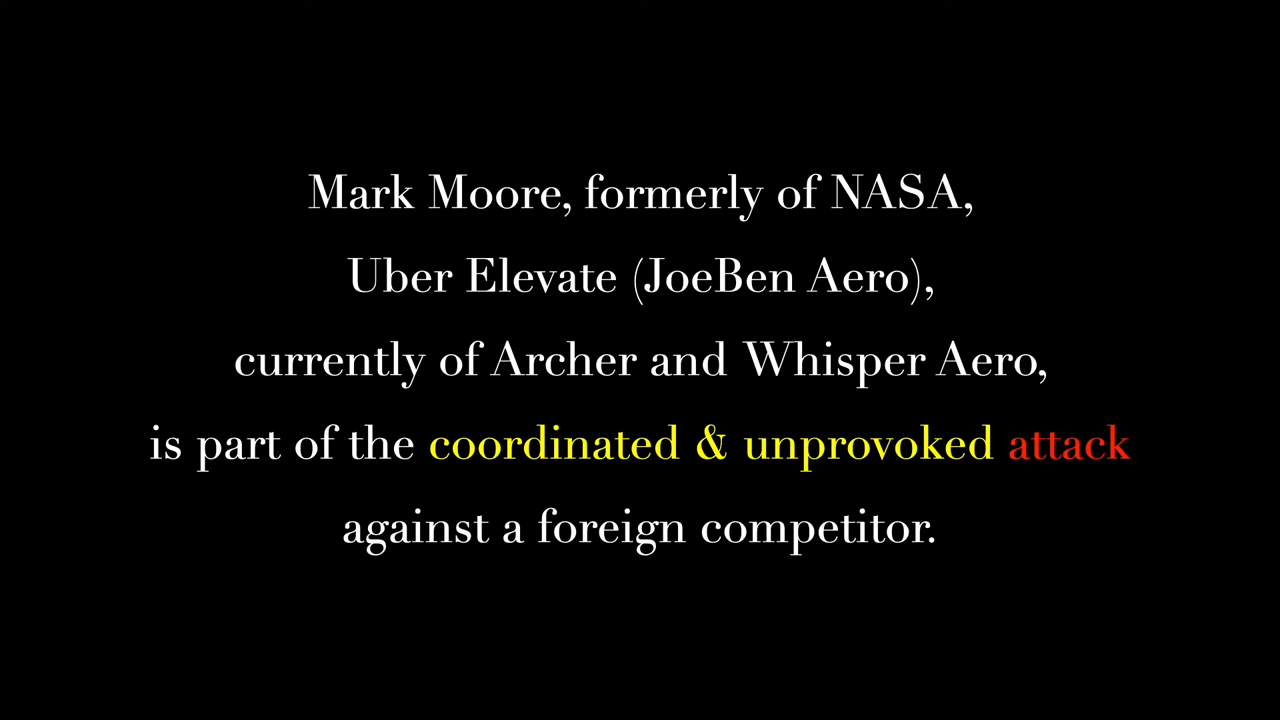 Mark Moore, formerly of NASA,
Uber Elevate (JoeBen Aero),
currently of Archer and Whisper Aero,
is part of the coordinated & unprovoked attack
against a foreign competitor.